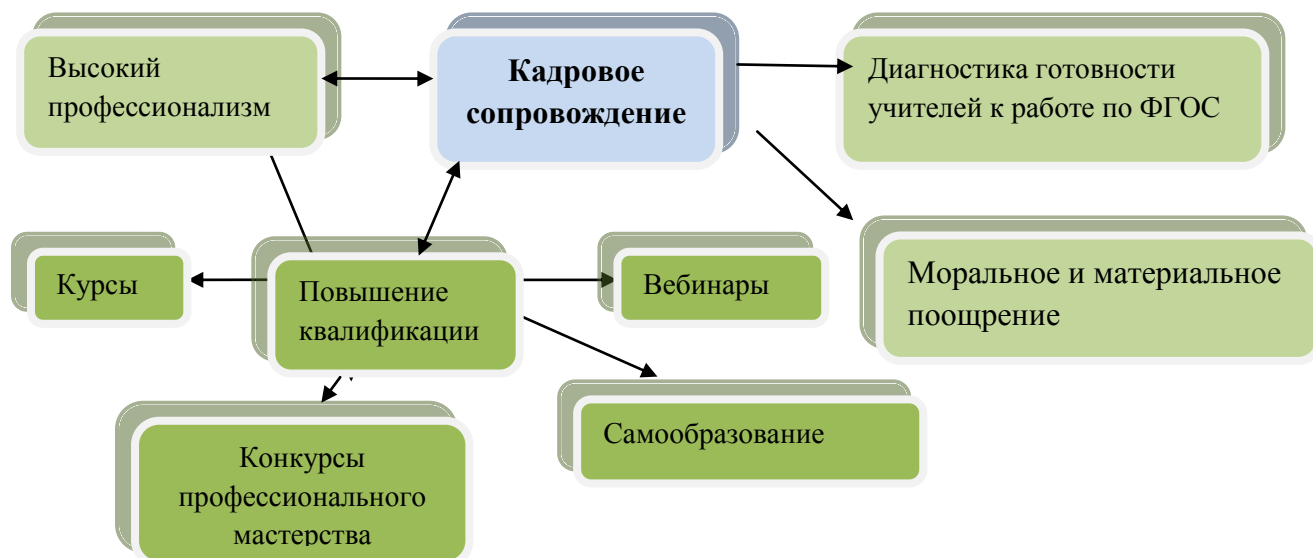 Высокий
профессионализм
Кадровое
сопровождение
Диагностика готовности
учителей к работе по ФГОС
Курсы
Повышение
квалификации
Вебинары
Моральное и материальное
поощрение
Самообразование
Конкурсы
профессионального
мастерства